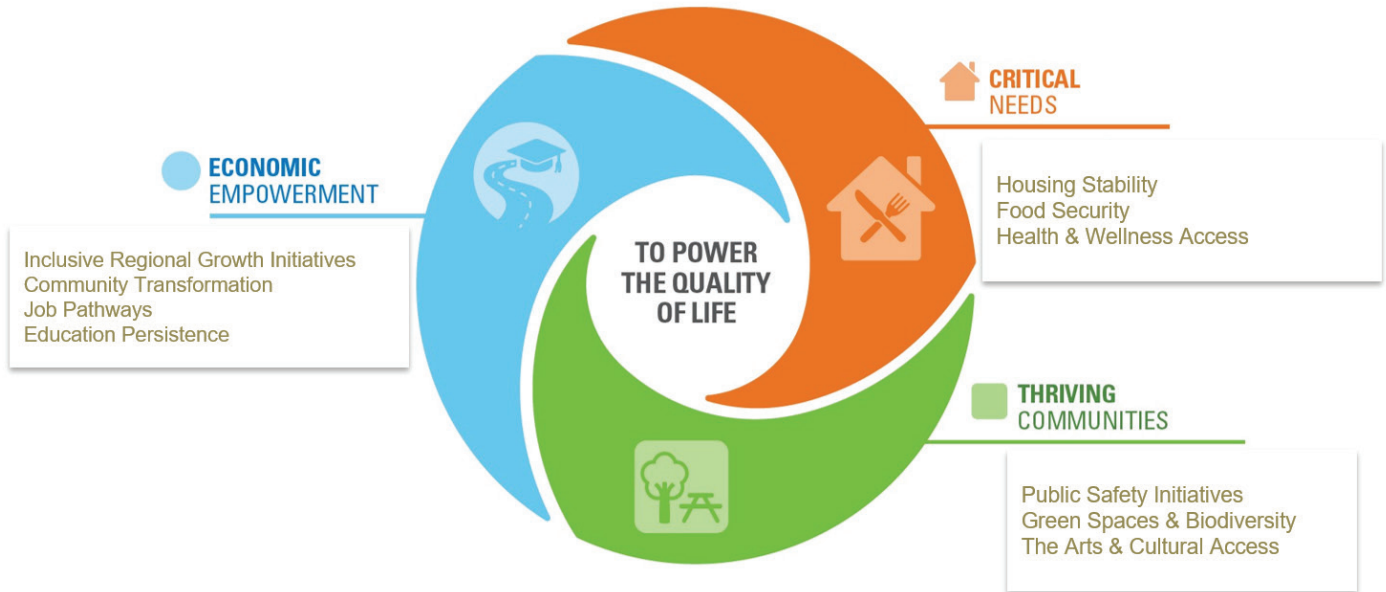 ECONOMIC
EMPOWERMENT
Inclusive Regional Growth Initiatives
Community Transformation
Job Pathways
Education Persistence
TO POWER
THE QUALITY
OF LIFE
CRITICAL
NEEDS
Housing Stability
Food Security
Health & Wellness Access
THRIVING
COMMUNITIES
Public Safety Initiatives
Green Spaces & Biodiversity
The Arts & Cultural Access